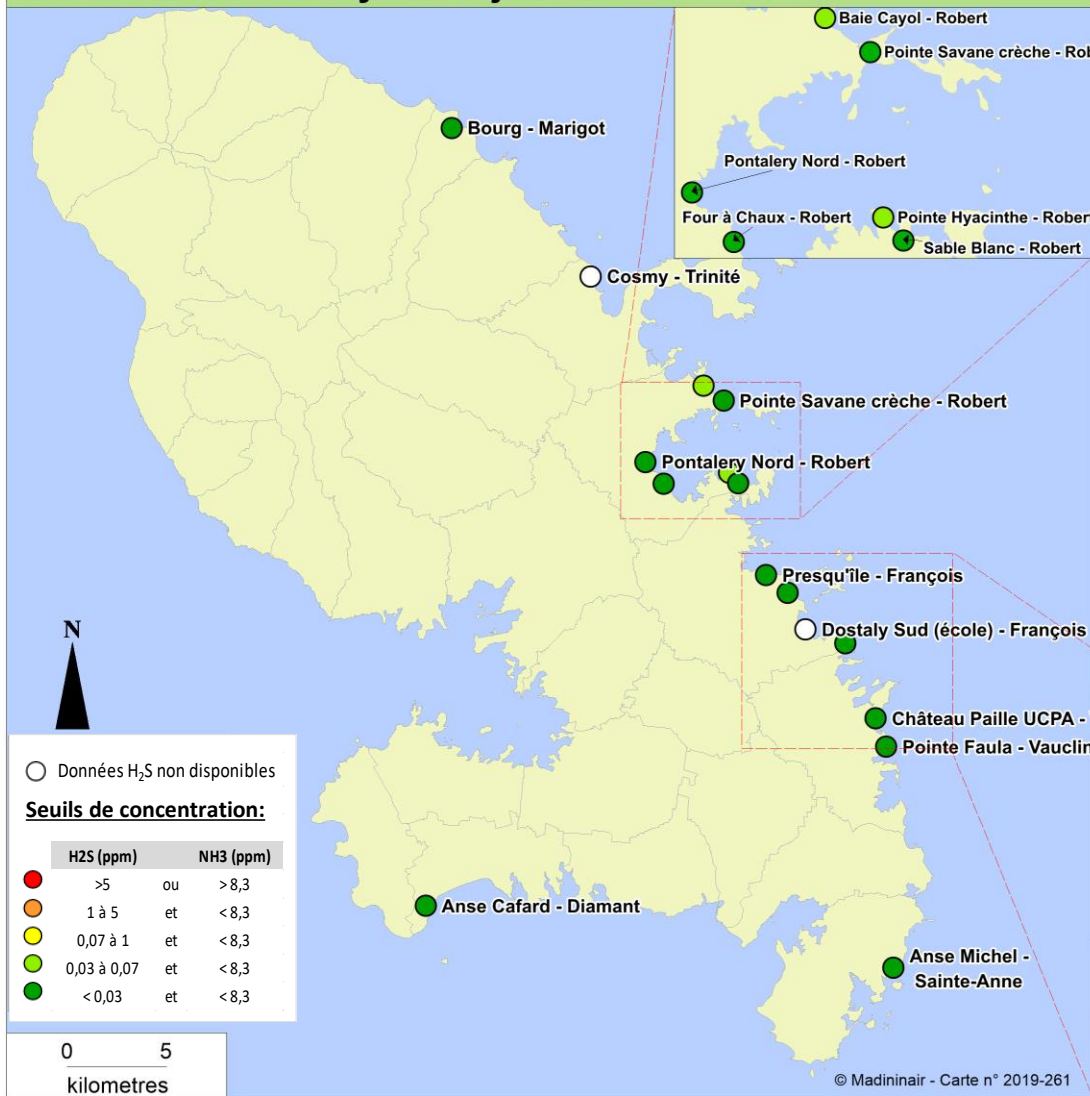 Baie Cayol - Robert
Pointe Savane crèche - Rob
Bourg - Marigot
Pontalery Nord - Robert
Four à Chaux - Robert
Pointe Hyacinthe - Robert
Sable Blanc - Robert
Cosmy - Trinité
Pointe Savane crèche - Robert
Pontalery Nord - Robert
Presqu'île - François
Dostaly Sud (école) - François
Château Paille UCPA -
Pointe Faula - Vauclin
N
Données H₂S non disponibles
Seuils de concentration:
H2S (ppm) NH3 (ppm)
>5 ou > 8,3
1 à 5 et < 8,3
0,07 à 1 et < 8,3
0,03 à 0,07 et < 8,3
< 0,03 et < 8,3
Anse Cafard - Diamant
Anse Michel -
Sainte-Anne
0 5
kilometres
© Madininair - Carte n° 2019-261